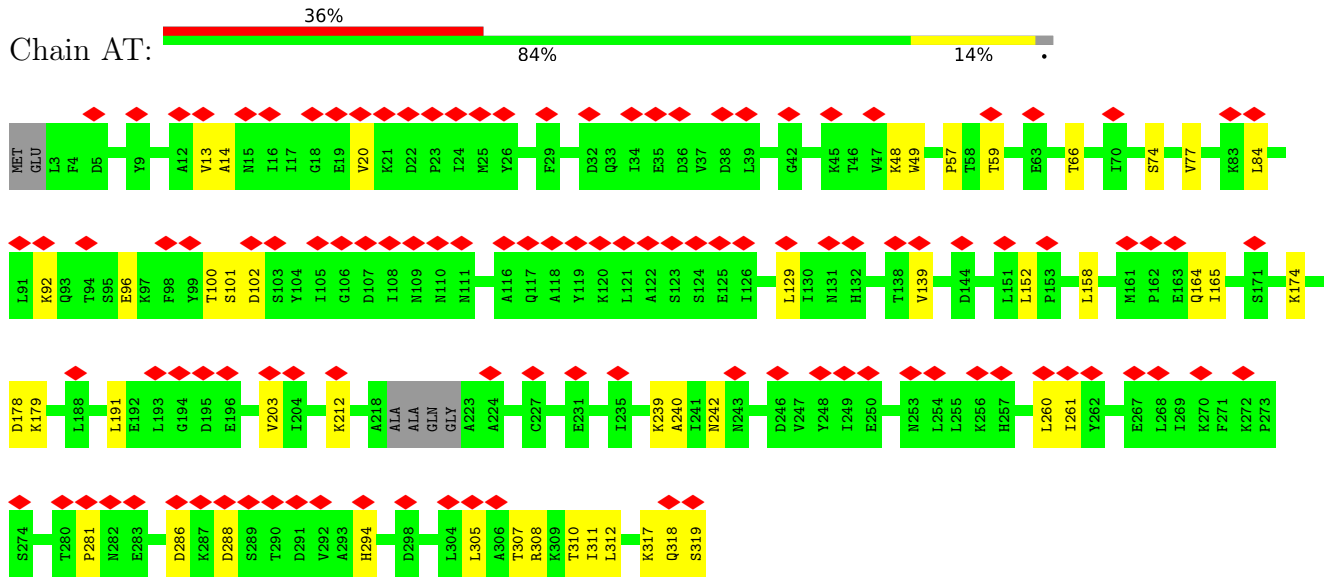 36%
Chain AT:
84% 14% •
MET GLU L3 F4 D5 Y9 A12 V13 A14 N15 I16 I17 G18 E19 V20 K21 D22 P23 I24 M25 Y26 F29 D32 Q33 I34 E35 D36 V37 D38 L39 G42 K45 T46 V47 K48 W49 P57 T58 T59 E63 T66 I70 S74 V77 K83 L84
L91 K92 Q93 T94 S95 E96 K97 F98 Y99 T100 S101 D102 S103 Y104 I105 G106 D107 I108 N109 N110 N111 A116 Q117 A118 Y119 K120 L121 A122 S123 S124 E125 I126 L129 I130 N131 H132 T138 V139 D144 L151 L152 P153 L158 M161 P162 E163 Q164 I165 S171 K174
D178 K179 L188 L191 E192 L193 G194 D195 E196 V203 I204 K212 A218 ALA ALA GLN GLY A223 A224 C227 E231 I235 K239 A240 I241 N242 N243 D246 V247 Y248 I249 E250 N253 L254 L255 K256 H257 L260 I261 Y262 E267 L268 I269 K270 F271 K272 P273
S274 T280 P281 N282 E283 D286 K287 D288 S289 T290 D291 V292 A293 H294 D298 L304 L305 A306 T307 R308 K309 T310 I311 L312 K317 Q318 S319